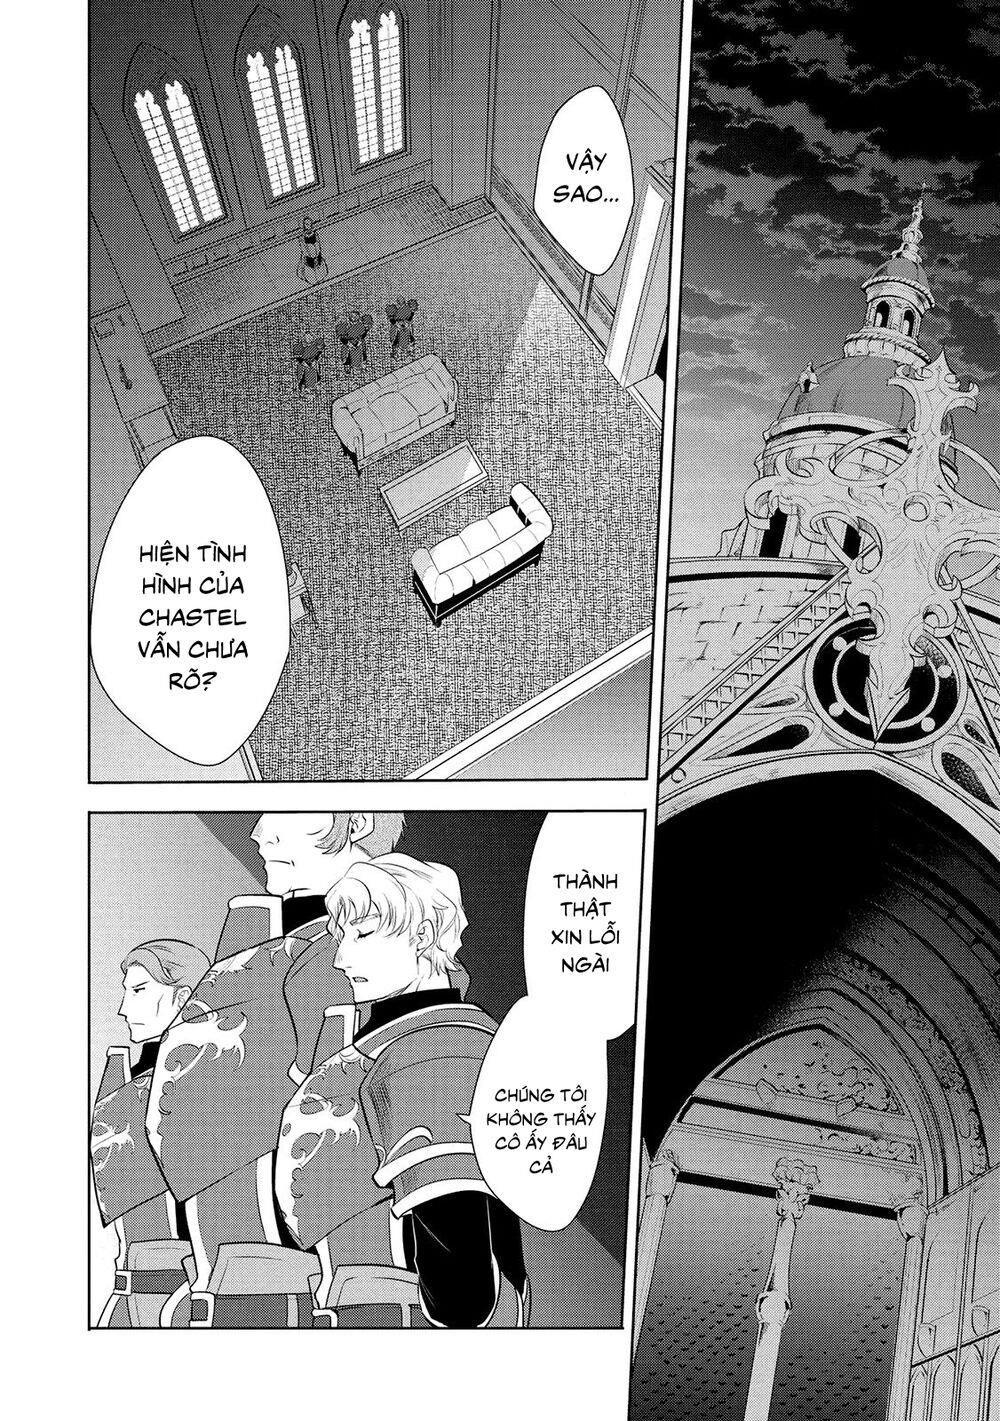 VẬY
SAO...
HIỆN TÌNH
HÌNH CỦA
CHASTEL
VẪN CHƯA
RÕ?
THÀNH
THẬT
XIN LỖI
NGÀI
CHÚNG TÔI
KHÔNG THẤY
CÔ ẤY ĐÂU
CẢ